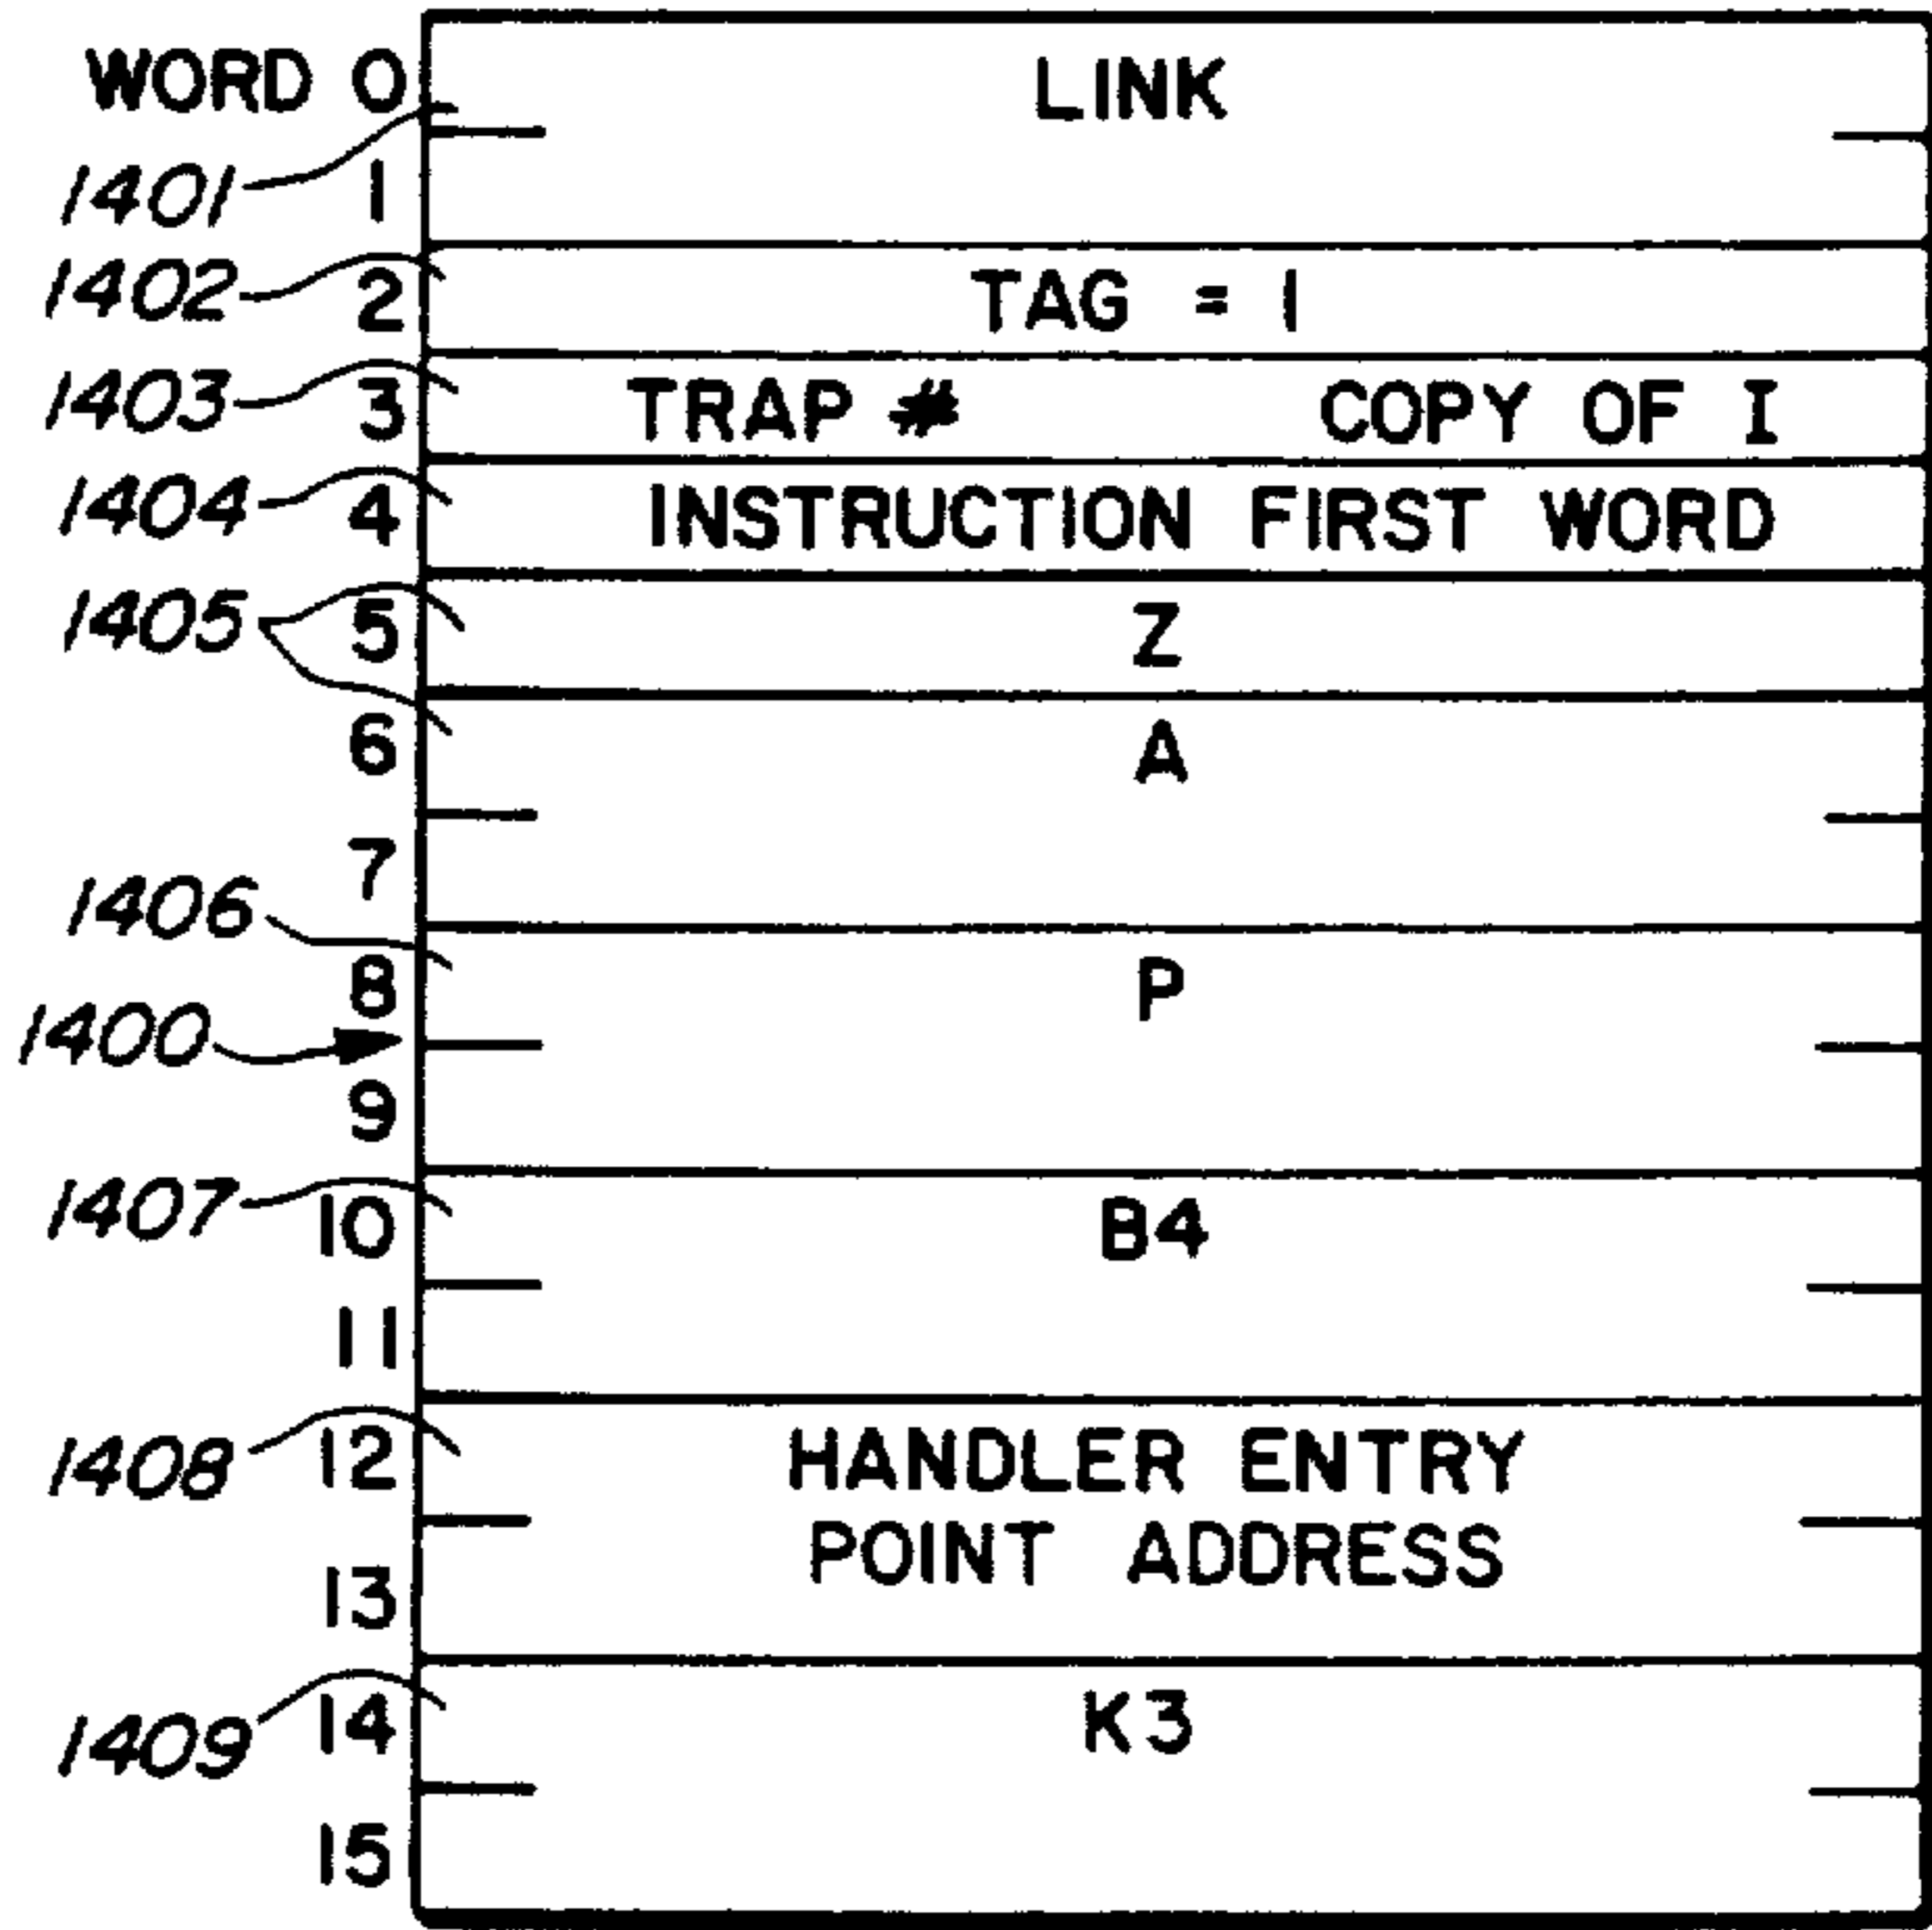 WORD 0 LINK
1401 1
1402 2 TAG = 1
1403 3 TRAP # COPY OF I
1404 4 INSTRUCTION FIRST WORD
1405 5 Z
6 A
7
1406 8 P
1400
9
1407 10 B4
11
1408 12 HANDLER ENTRY
POINT ADDRESS
13
1409 14 K3
15